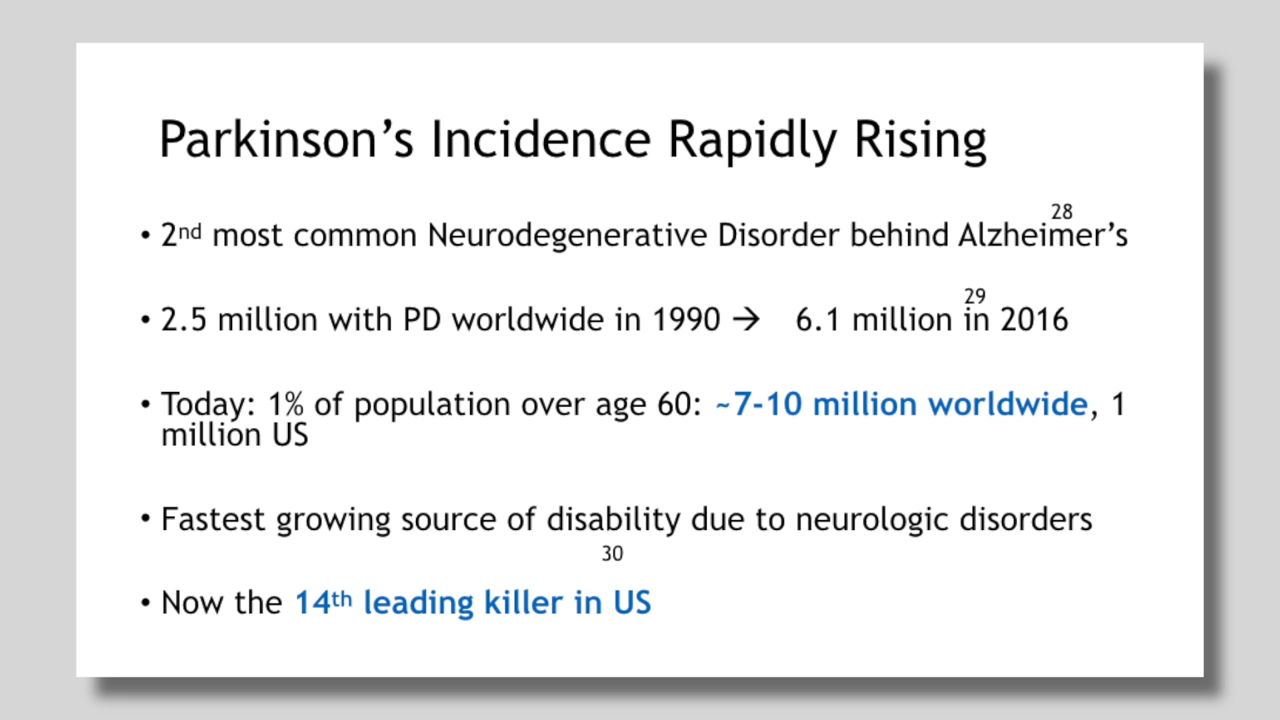 Parkinson’s Incidence Rapidly Rising
28
• 2nd most common Neurodegenerative Disorder behind Alzheimer’s
29
• 2.5 million with PD worldwide in 1990 → 6.1 million in 2016
• Today: 1% of population over age 60: ~7-10 million worldwide, 1
million US
• Fastest growing source of disability due to neurologic disorders
30
• Now the 14th leading killer in US